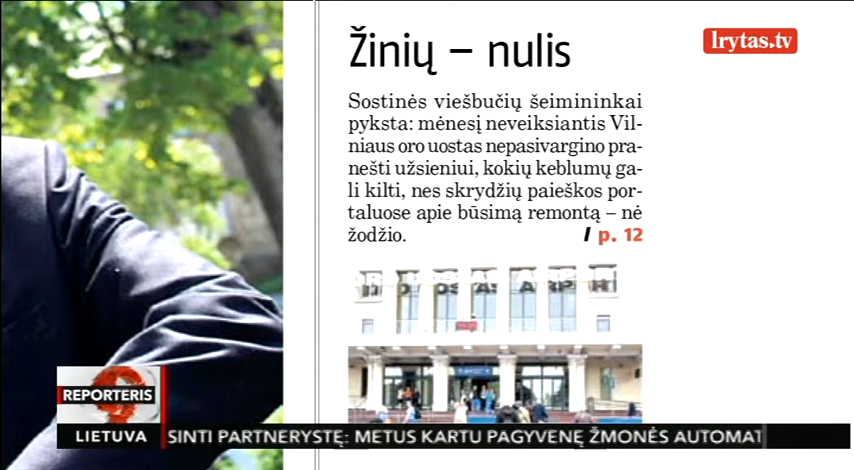 Žinių – nulis
lrytas.tv
Sostinės viešbučių šeimininkai
pyksta: mėnesį neveiksiantis Vil-
niaus oro uostas nepasivargino pra-
nešti užsieniui, kokių keblumų ga-
li kilti, nes skrydžių paieškos por-
taluose apie būsimą remontą – nė
žodžio. / p. 12
REPORTERIS
LIETUVA SINTI PARTNERYSTĘ: METUS KARTU PAGYVENĘ ŽMONĖS AUTOMAT